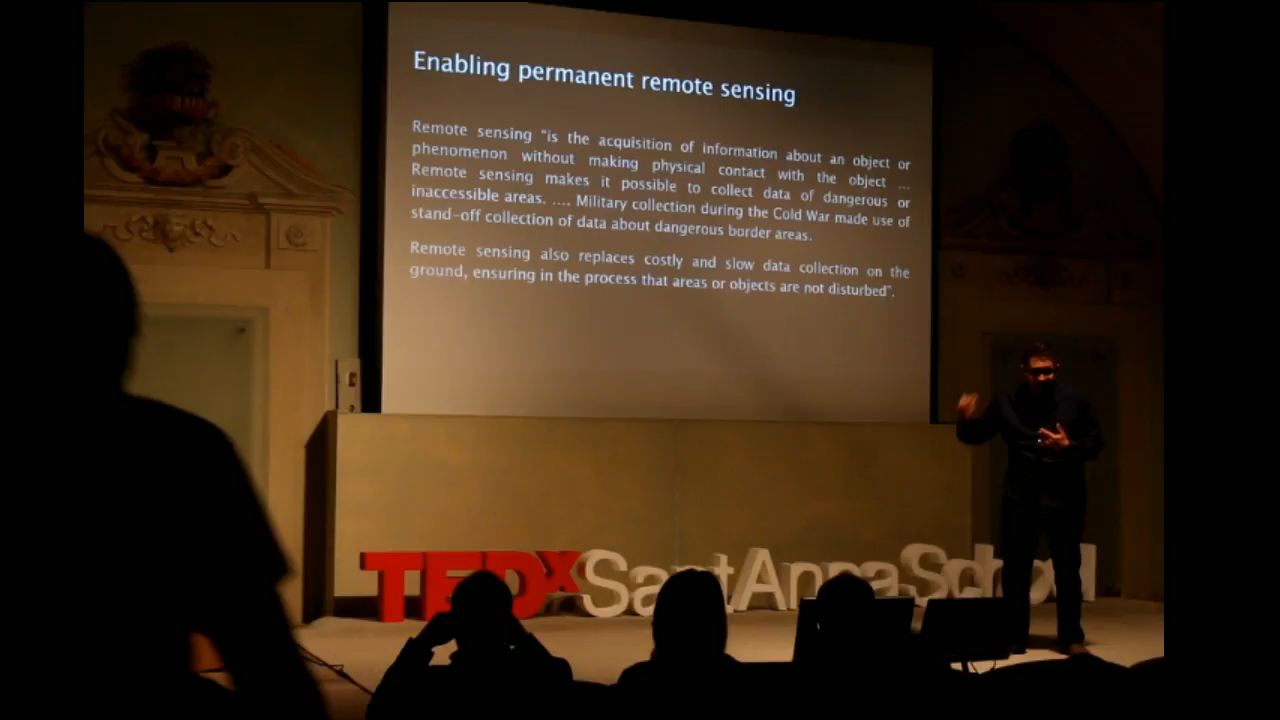 Enabling permanent remote sensing
Remote sensing "is the acquisition of information about an object or
phenomenon without making physical contact with the object ...
Remote sensing makes it possible to collect data of dangerous or
inaccessible areas. .... Military collection during the Cold War made use of
stand-off collection of data about dangerous border areas.
Remote sensing also replaces costly and slow data collection on the
ground, ensuring in the process that areas or objects are not disturbed".
TEDxSantAnnaSchool